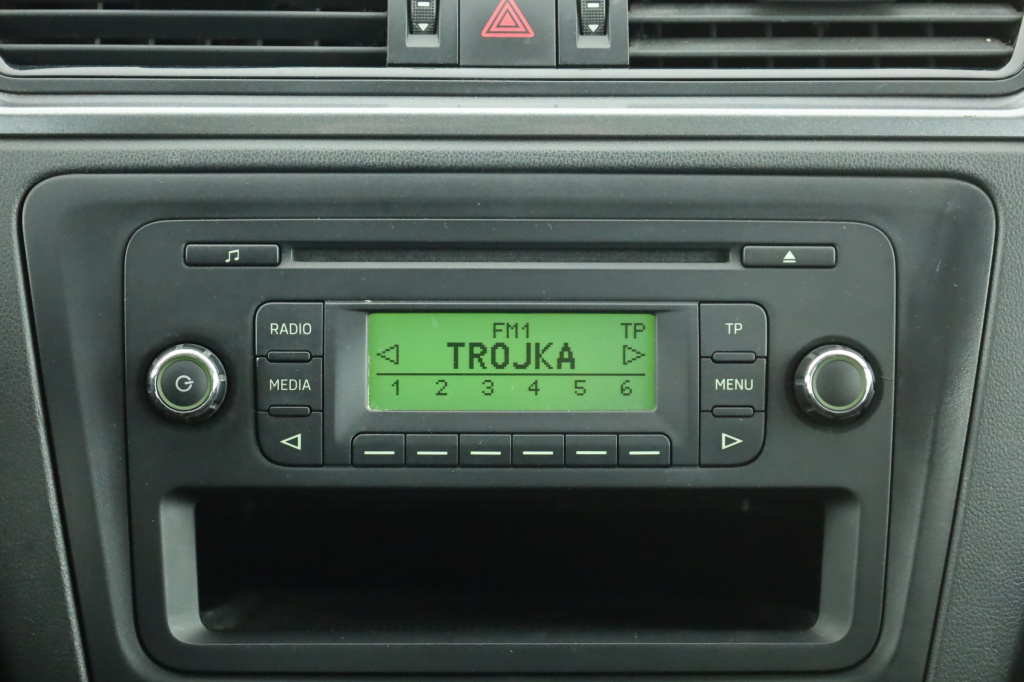 RADIO
MEDIA
FM1 TP
TROJKA
1 2 3 4 5 6
TP
MENU